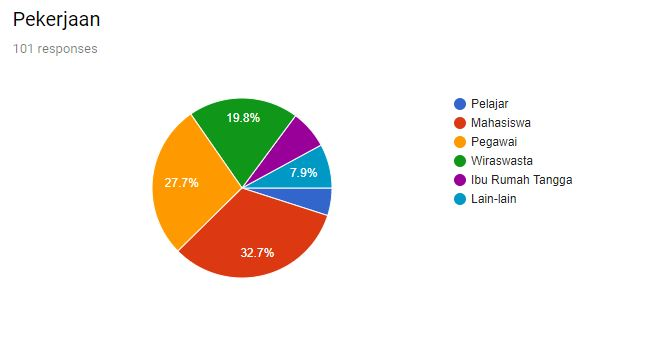 Pekerjaan
101 responses
19.8%
7.9%
27.7%
32.7%
Pelajar
Mahasiswa
Pegawai
Wiraswasta
Ibu Rumah Tangga
Lain-lain